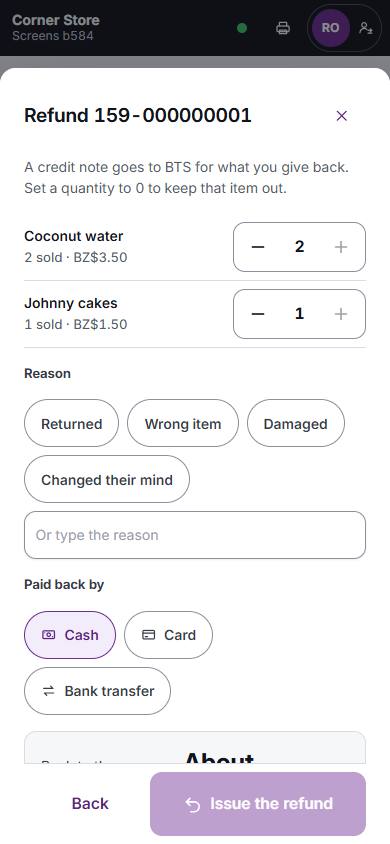 Corner Store
Screens b584
RO
Refund 159-000000001
A credit note goes to BTS for what you give back.
Set a quantity to 0 to keep that item out.
Coconut water
2 sold · BZ$3.50
2
Johnny cakes
1 sold · BZ$1.50
1
Reason
Returned
Wrong item
Damaged
Changed their mind
Or type the reason
Paid back by
Cash
Card
Bank transfer
About
Back
Issue the refund